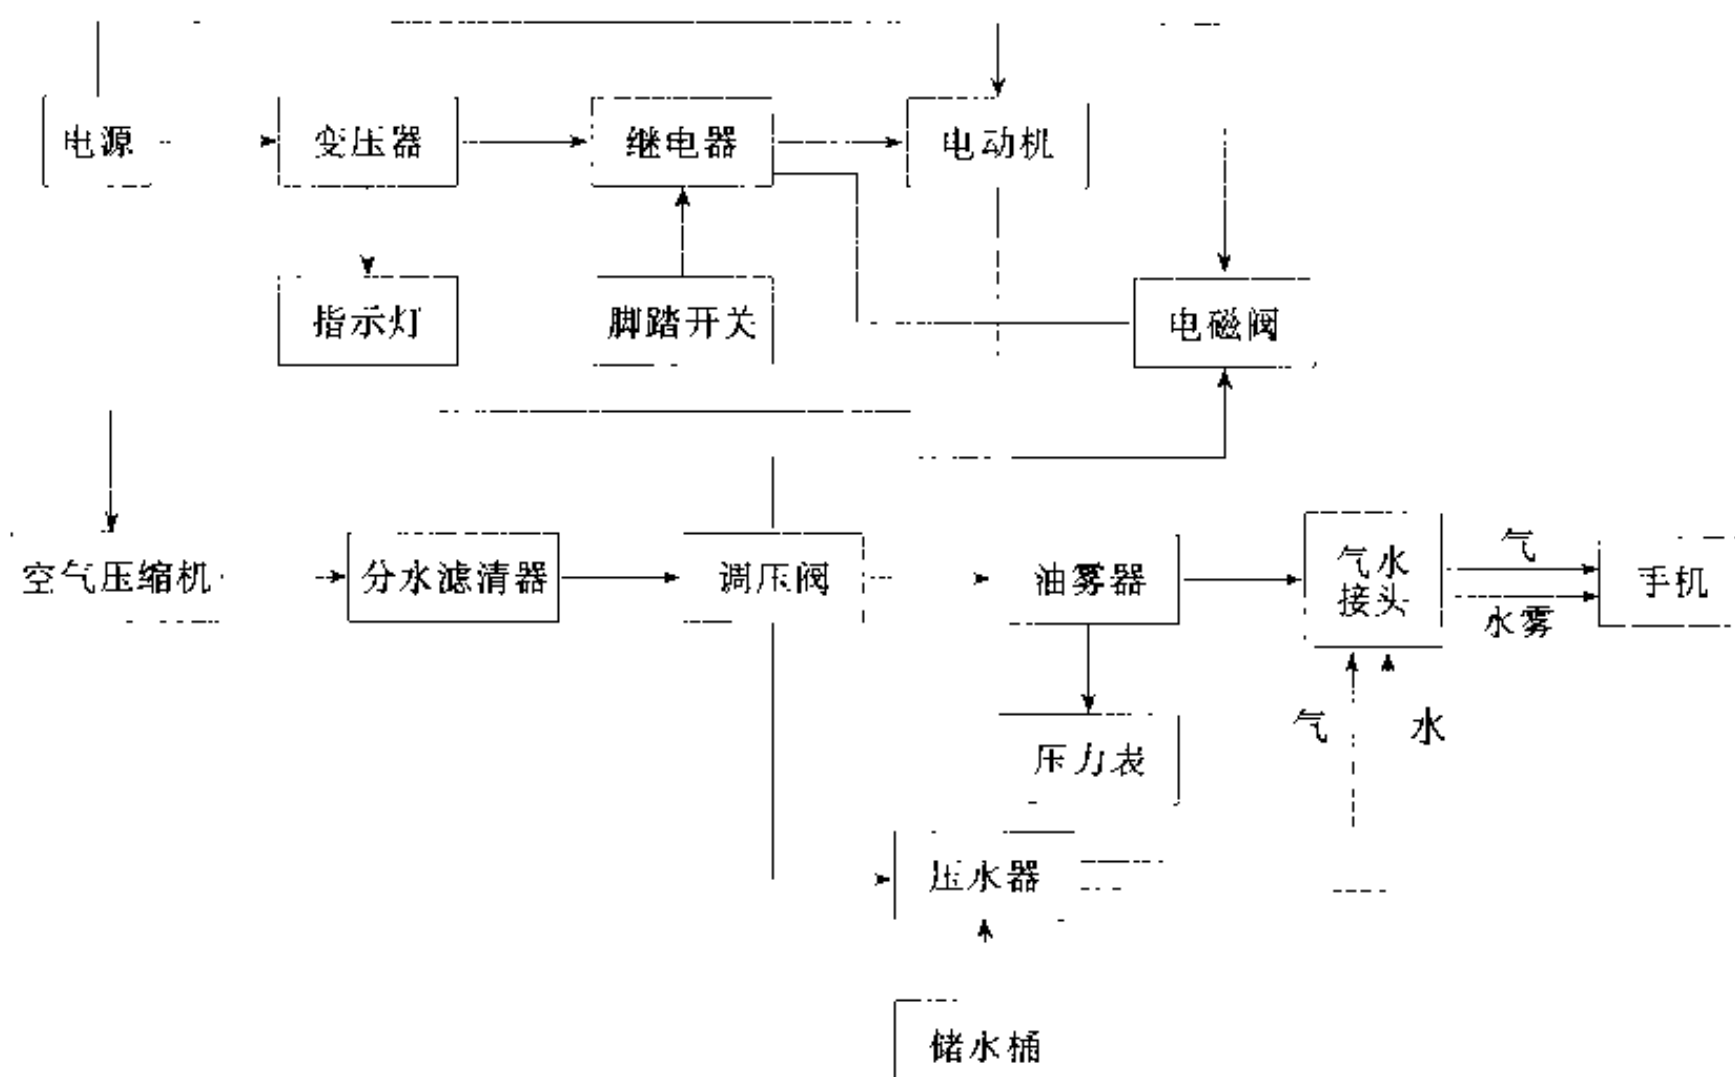 电源
变压器
继电器
电动机
指示灯
脚踏开关
电磁阀
空气压缩机
分水滤清器
调压阀
油雾器
气水
接头
气
水雾
手机
压力表
气
水
压水器
储水桶